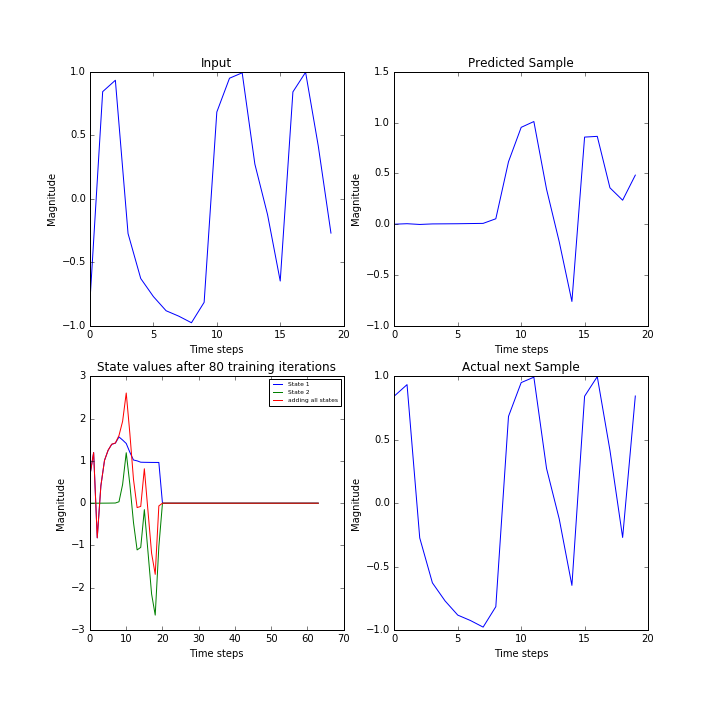 Input
1.0
0.5
0.0
−0.5
−1.0
Magnitude
0 5 10 15 20
Time steps
Predicted Sample
1.5
1.0
0.5
0.0
−0.5
−1.0
Magnitude
0 5 10 15 20
Time steps
State values after 80 training iterations
3
2
1
0
−1
−2
−3
Magnitude
State 1
State 2
adding all states
0 10 20 30 40 50 60 70
Time steps
Actual next Sample
1.0
0.5
0.0
−0.5
−1.0
Magnitude
0 5 10 15 20
Time steps